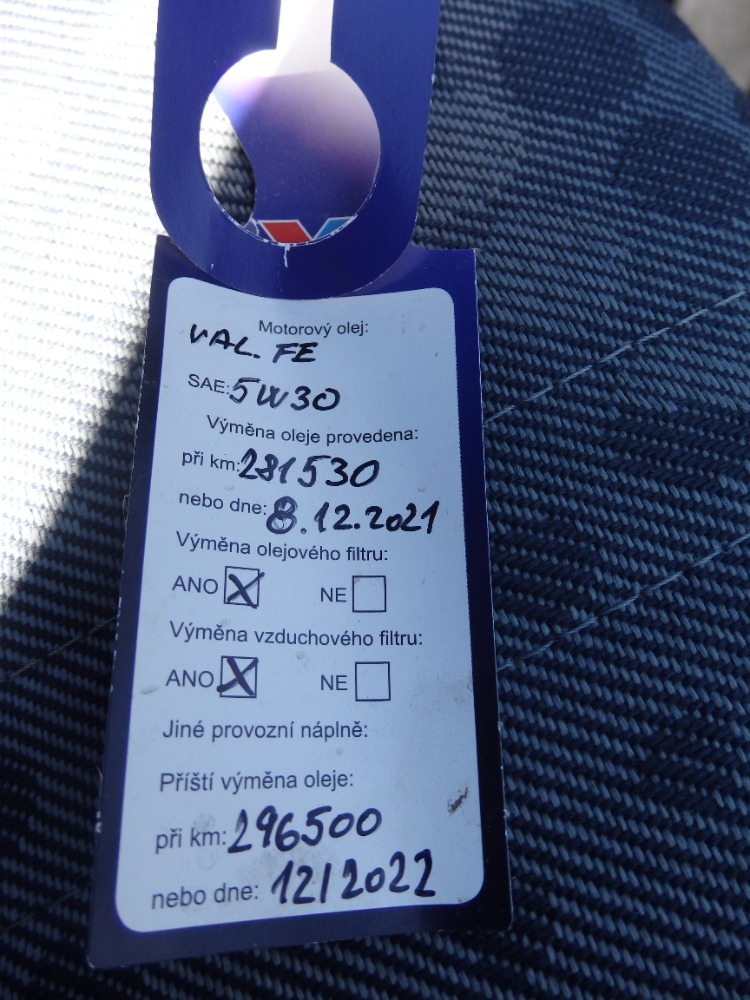 Motorový olej:
VAL. FE
SAE: 5W30
Výměna oleje provedena:
při km: 281530
nebo dne: 8.12.2021
Výměna olejového filtru:
ANO X NE
Výměna vzduchového filtru:
ANO X NE
Jiné provozní náplně:
Příští výměna oleje:
při km: 296500
nebo dne: 12/2022